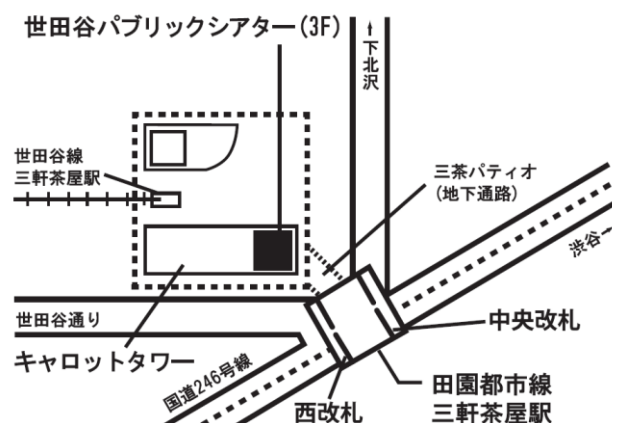 世田谷パブリックシアター(3F)
↑下北沢
世田谷線
三軒茶屋駅
三茶パティオ
(地下通路)
渋谷→
世田谷通り
中央改札
キャロットタワー
国道246号線
田園都市線
西改札
三軒茶屋駅